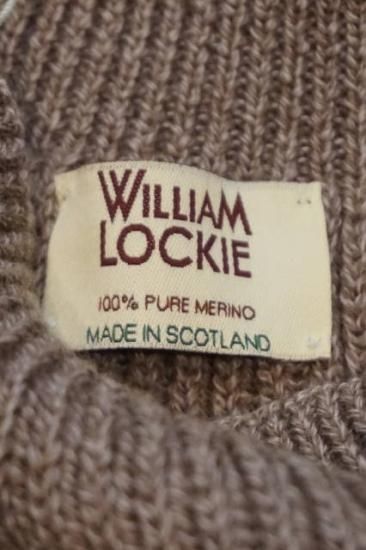 WILLIAM
LOCKIE
100% PURE MERINO
MADE IN SCOTLAND